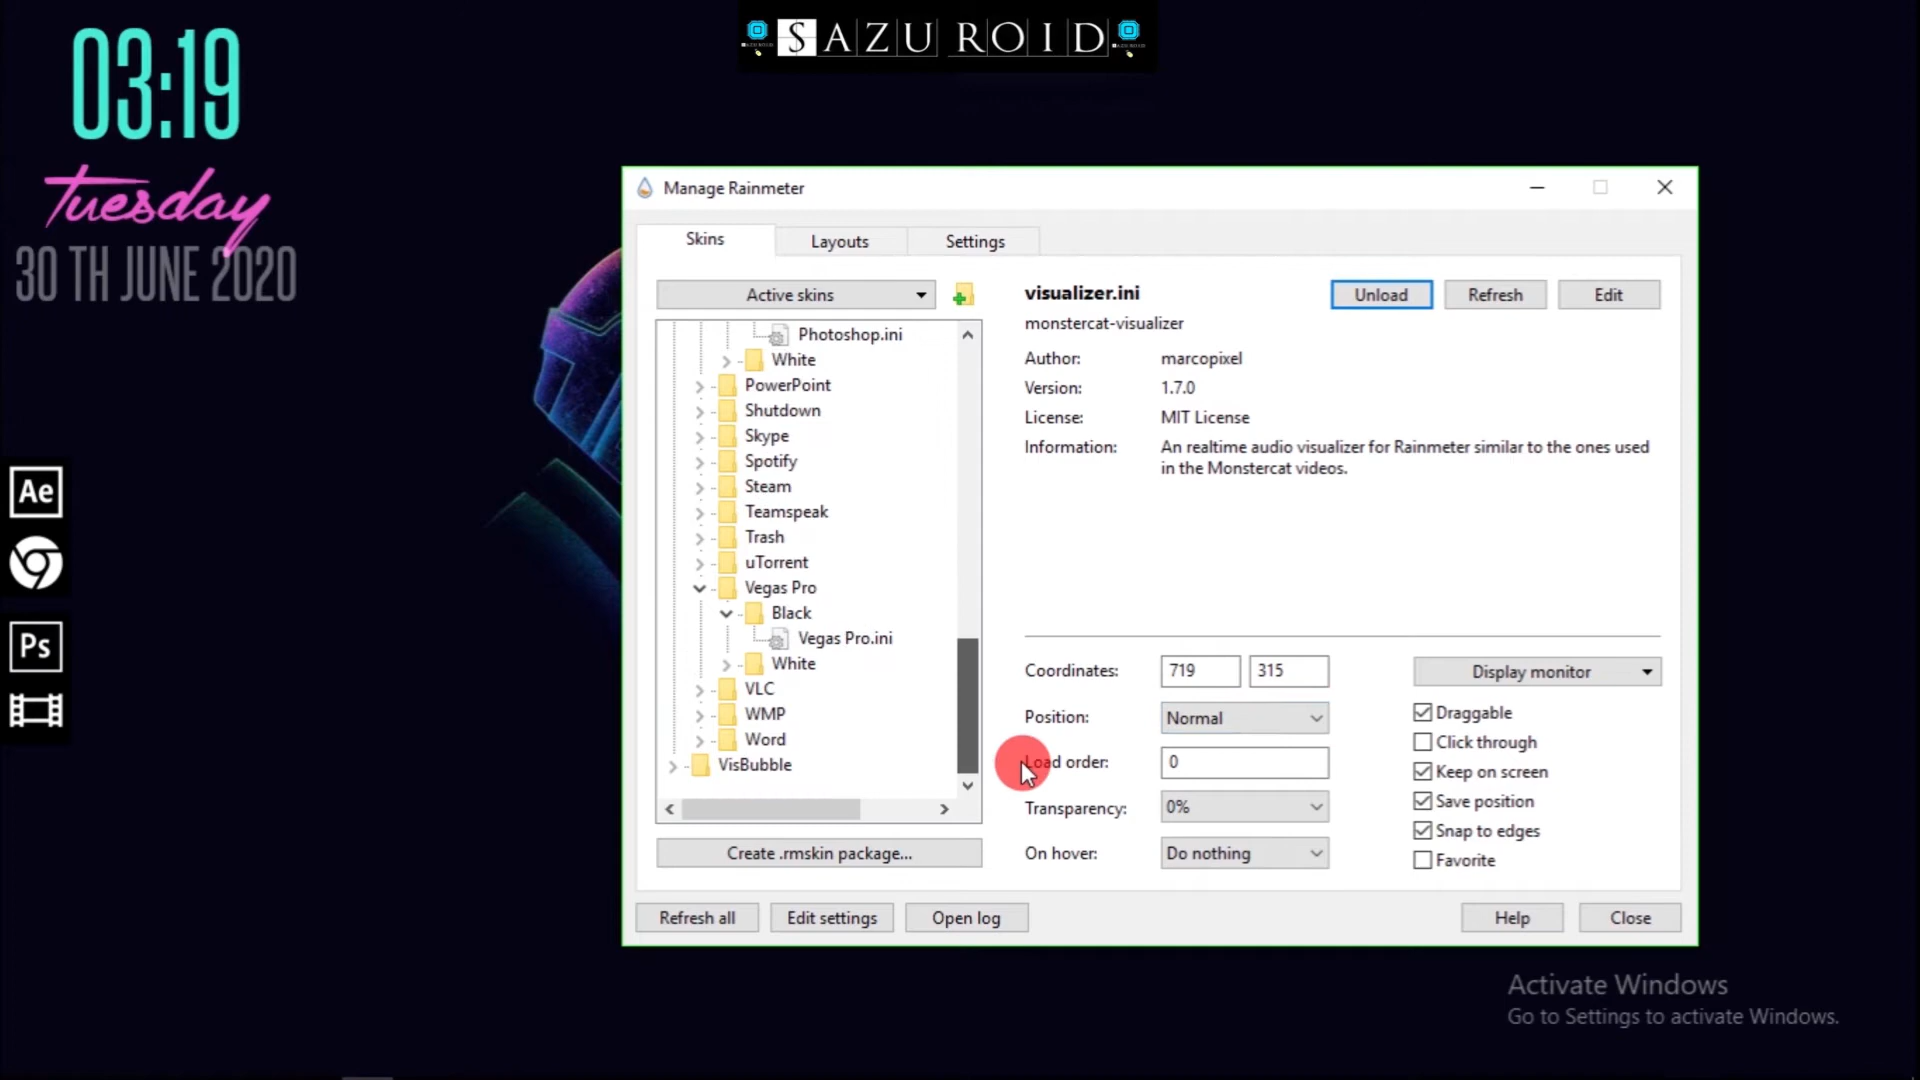 SAZUROID
03:19
Tuesday
30 TH JUNE 2020
Ae
Ps
Manage Rainmeter
Skins
Layouts
Settings
Active skins
Photoshop.ini
White
PowerPoint
Shutdown
Skype
Spotify
Steam
Teamspeak
Trash
uTorrent
Vegas Pro
Black
Vegas Pro.ini
White
VLC
WMP
Word
VisBubble
Create .rmskin package...
visualizer.ini
Unload
Refresh
Edit
monstercat-visualizer
Author: marcopixel
Version: 1.7.0
License: MIT License
Information: An realtime audio visualizer for Rainmeter similar to the ones used
in the Monstercat videos.
Coordinates: 719 315
Display monitor
Position: Normal
Load order: 0
Transparency: 0%
On hover: Do nothing
Draggable
Click through
Keep on screen
Save position
Snap to edges
Favorite
Refresh all
Edit settings
Open log
Help
Close
Activate Windows
Go to Settings to activate Windows.